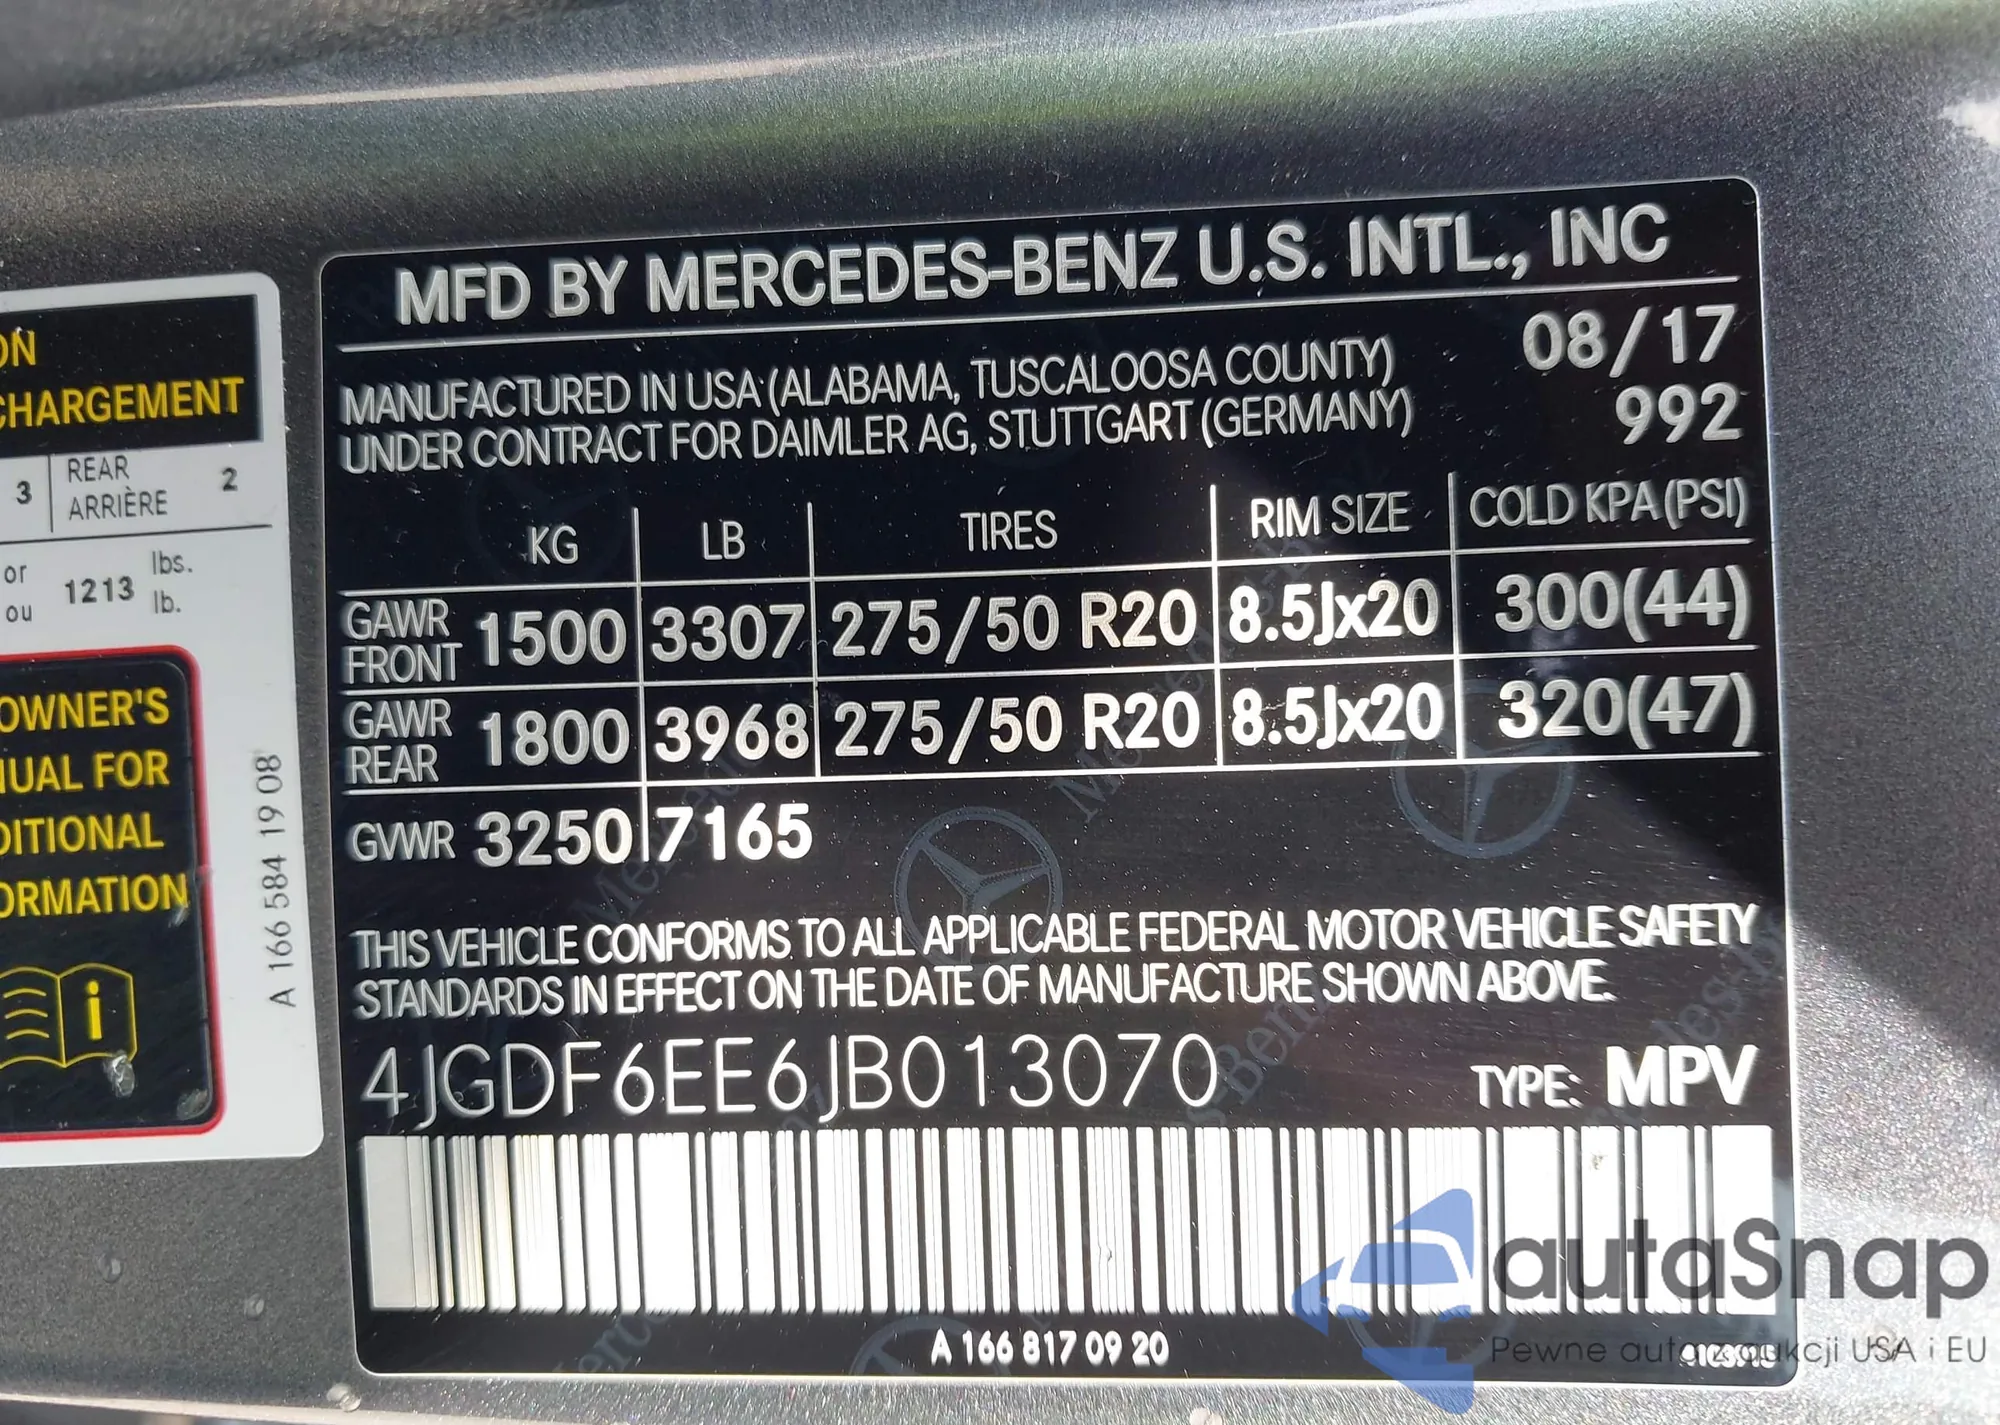 ON
CHARGEMENT
3 REAR 2
ARRIÈRE
or 1213 lbs.
ou lb.
OWNER'S
NUAL FOR
DITIONAL
ORMATION
i
A 166 584 19 08
MFD BY MERCEDES-BENZ U.S. INTL., INC
MANUFACTURED IN USA (ALABAMA, TUSCALOOSA COUNTY) 08/17
UNDER CONTRACT FOR DAIMLER AG, STUTTGART (GERMANY) 992
KG LB TIRES RIM SIZE COLD KPA (PSI)
GAWR FRONT 1500 3307 275/50 R20 8.5Jx20 300(44)
GAWR REAR 1800 3968 275/50 R20 8.5Jx20 320(47)
GVWR 3250 7165
THIS VEHICLE CONFORMS TO ALL APPLICABLE FEDERAL MOTOR VEHICLE SAFETY
STANDARDS IN EFFECT ON THE DATE OF MANUFACTURE SHOWN ABOVE.
4JGDF6EE6JB013070 TYPE: MPV
A 166 817 09 20
autaSnap
Pewne auta z aukcji USA i EU